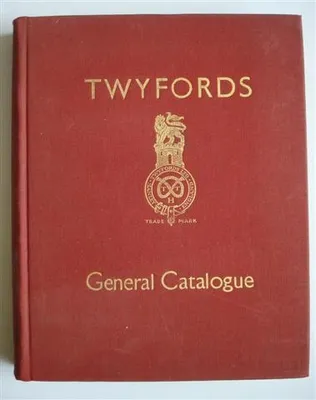 TWYFORDS
TRADE MARK
General Catalogue